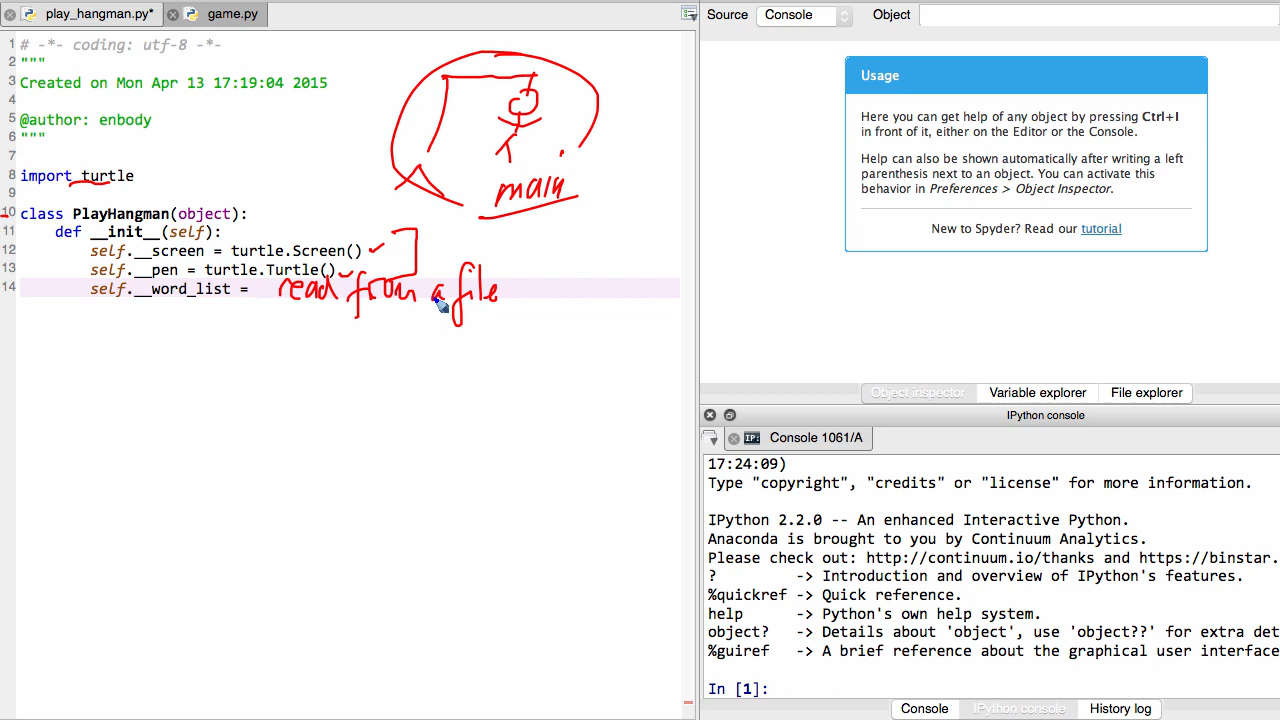 play_hangman.py*
game.py
Source
Console
Object
1 # -*- coding: utf-8 -*-
2 """
3 Created on Mon Apr 13 17:19:04 2015
4
5 @author: enbody
6 """
7
8 import turtle
9
10 class PlayHangman(object):
11 def __init__(self):
12 self.__screen = turtle.Screen()
13 self.__pen = turtle.Turtle()
14 self.__word_list = read from a file
main
Usage
Here you can get help of any object by pressing Ctrl+I
in front of it, either on the Editor or the Console.
Help can also be shown automatically after writing a left
parenthesis next to an object. You can activate this
behavior in Preferences > Object Inspector.
New to Spyder? Read our tutorial
Object inspector
Variable explorer
File explorer
IPython console
Console 1061/A
17:24:09)
Type "copyright", "credits" or "license" for more information.
IPython 2.2.0 -- An enhanced Interactive Python.
Anaconda is brought to you by Continuum Analytics.
Please check out: http://continuum.io/thanks and https://binstar.
? -> Introduction and overview of IPython's features.
%quickref -> Quick reference.
help -> Python's own help system.
object? -> Details about 'object', use 'object??' for extra det
%guiref -> A brief reference about the graphical user interface
In [1]:
Console
IPython console
History log